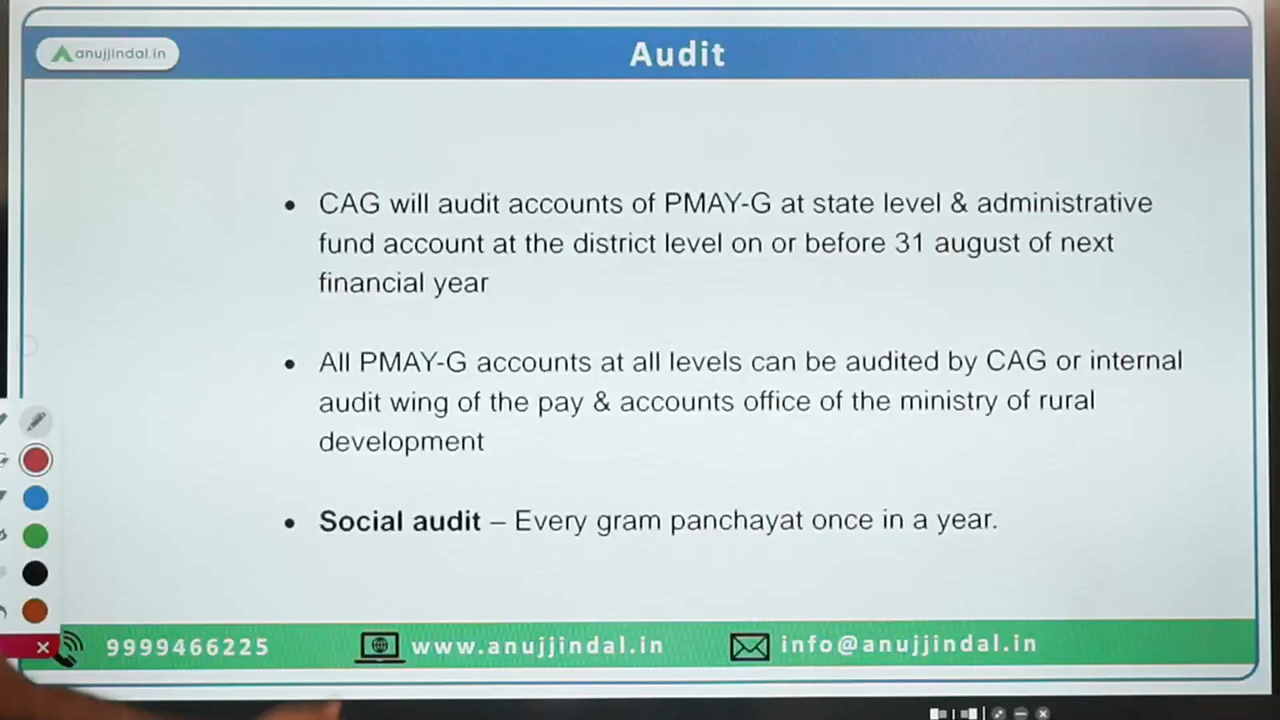 anujjindal.in
Audit
• CAG will audit accounts of PMAY-G at state level & administrative
fund account at the district level on or before 31 august of next
financial year
• All PMAY-G accounts at all levels can be audited by CAG or internal
audit wing of the pay & accounts office of the ministry of rural
development
• Social audit – Every gram panchayat once in a year.
9999466225 www.anujjindal.in info@anujjindal.in